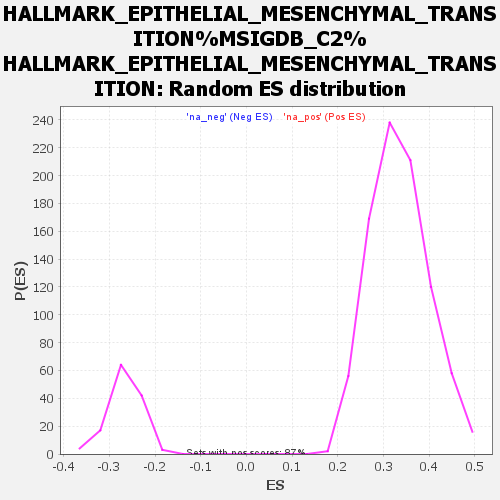 HALLMARK_EPITHELIAL_MESENCHYMAL_TRANS
ITION%MSIGDB_C2%
HALLMARK_EPITHELIAL_MESENCHYMAL_TRANS
ITION: Random ES distribution
'na_neg' (Neg ES) 'na_pos' (Pos ES)
240
220
200
180
160
140
120
100
80
60
40
20
0
P(ES)
Sets with pos scores: 87%
-0.4 -0.3 -0.2 -0.1 0.0 0.1 0.2 0.3 0.4 0.5
ES